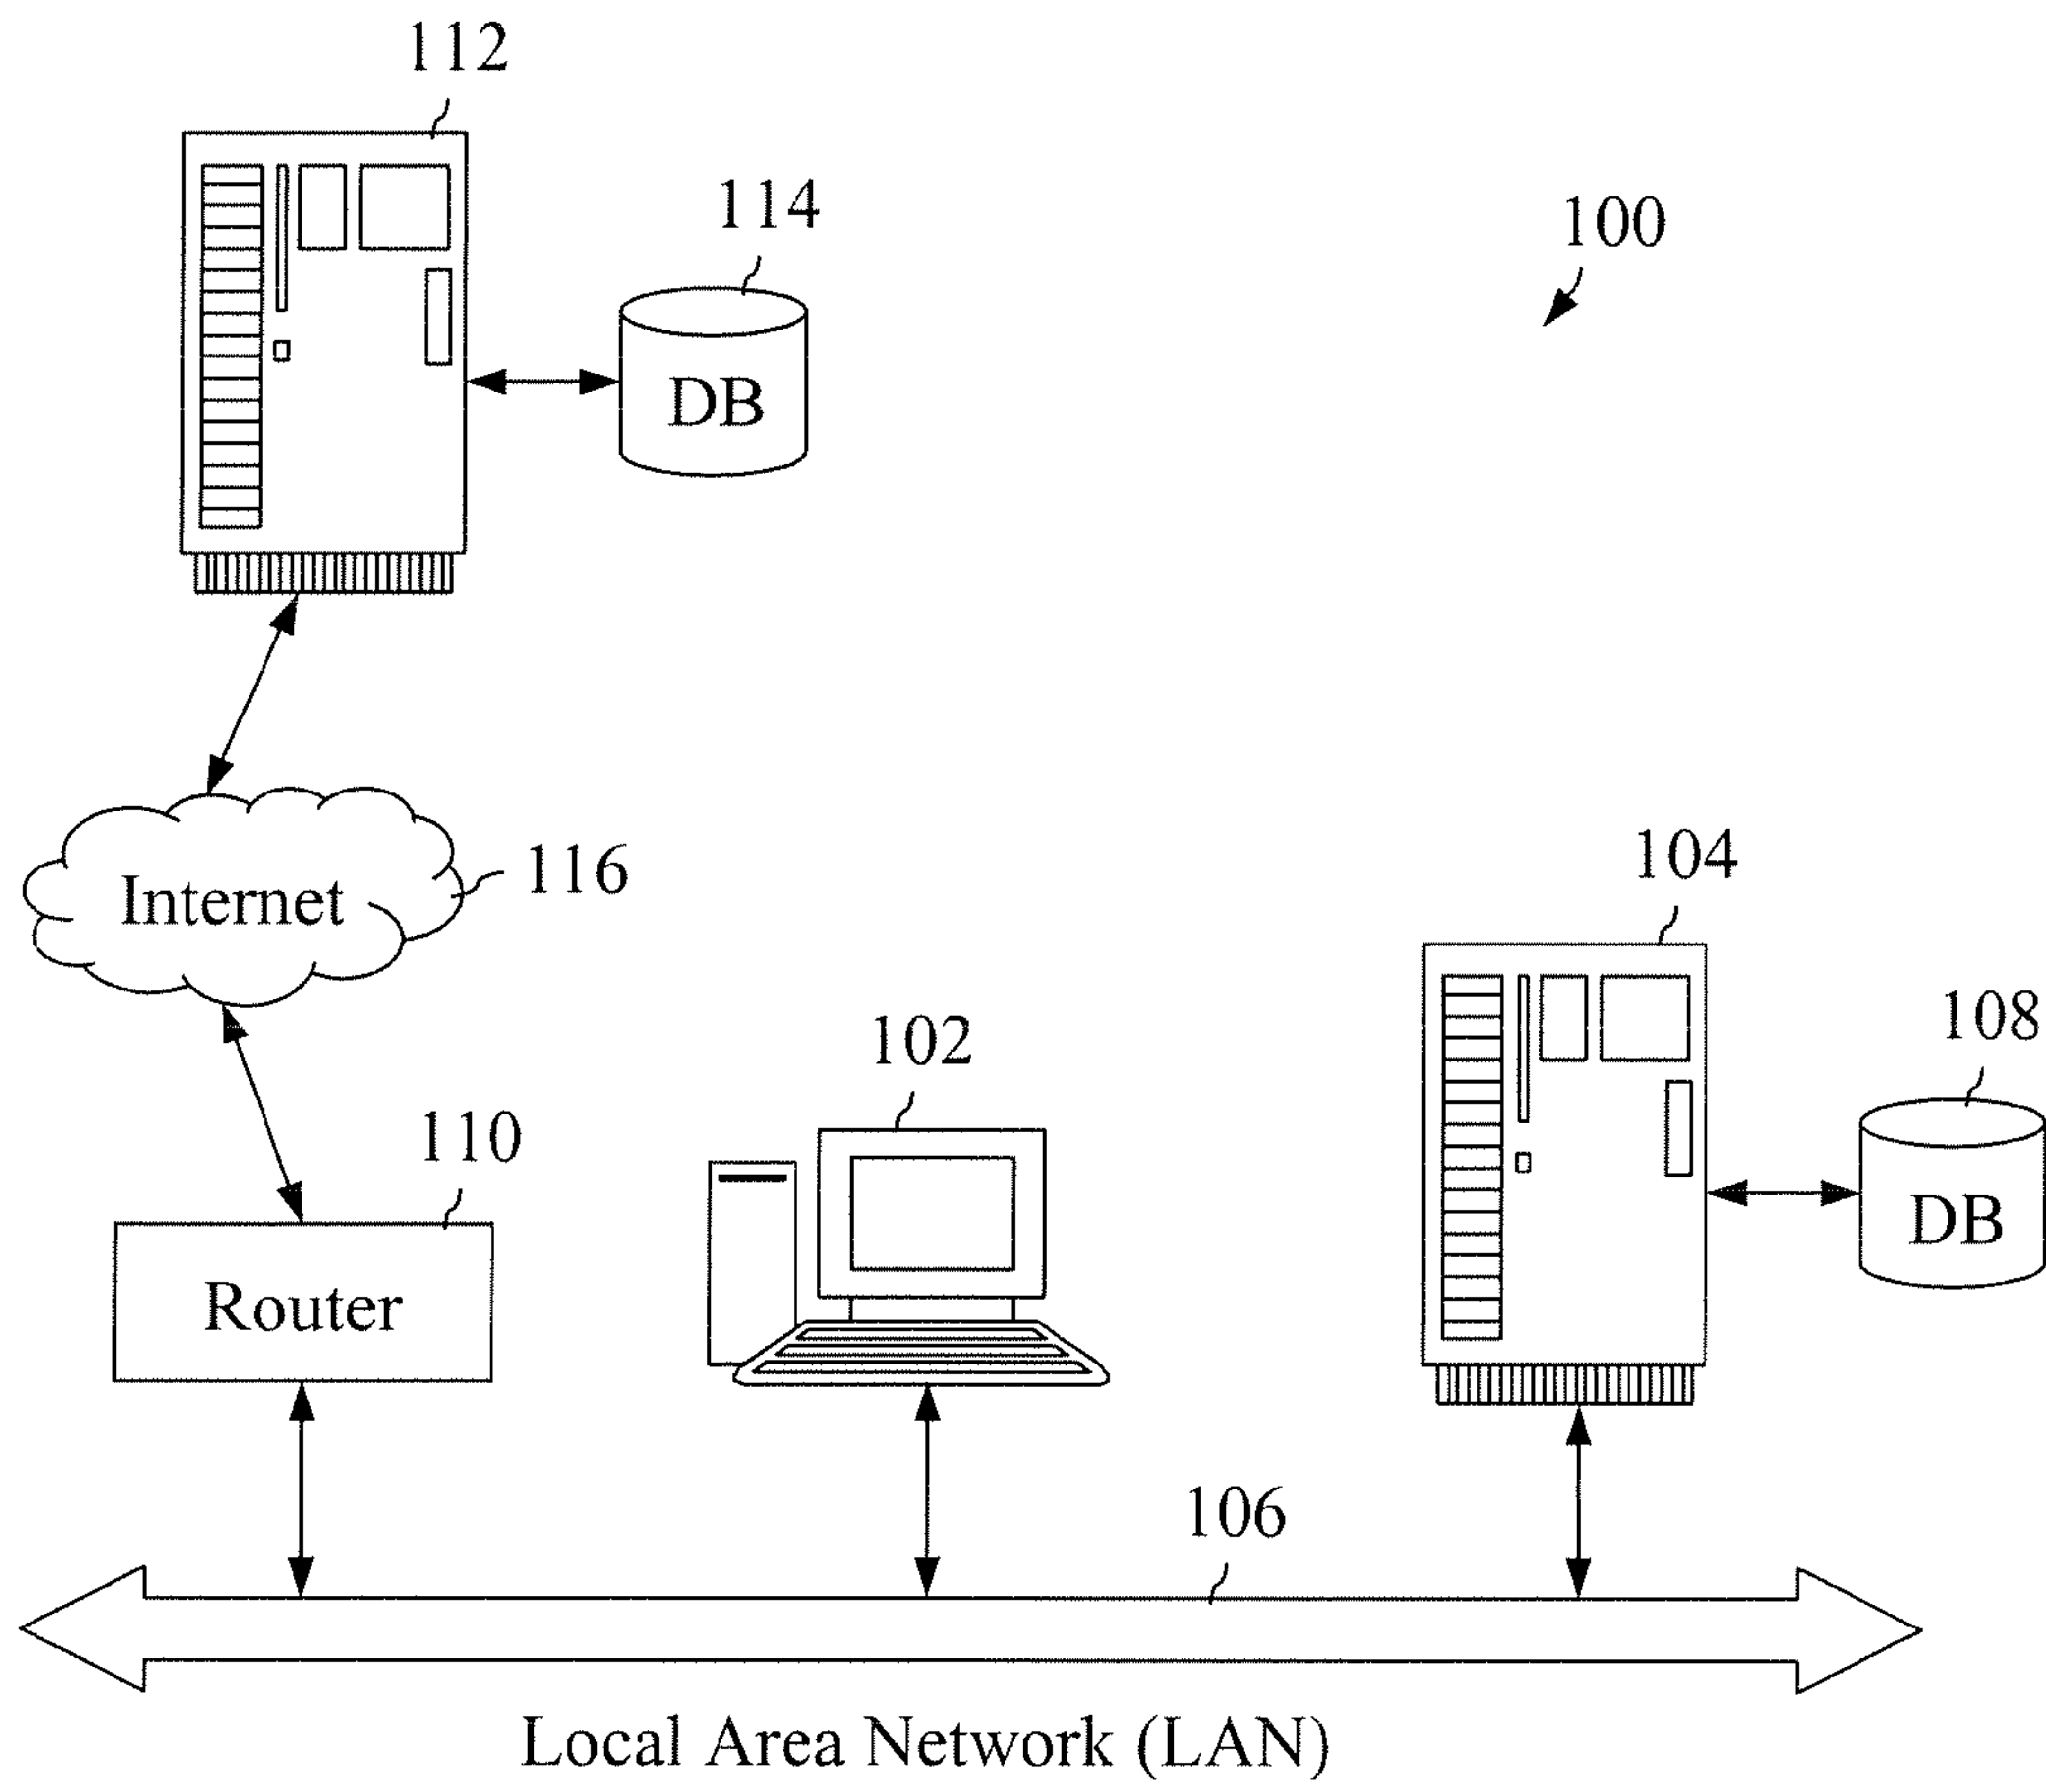 112
114
100
DB
Internet
116
104
102
108
110
DB
Router
106
Local Area Network (LAN)